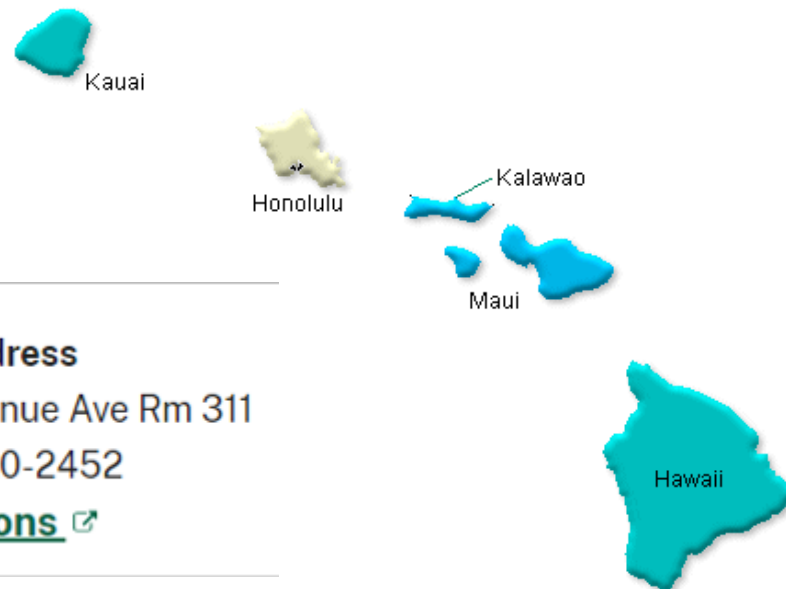 Kauai
Honolulu
Kalawao
Maui
Hawaii
dress
nue Ave Rm 311
0-2452
ons